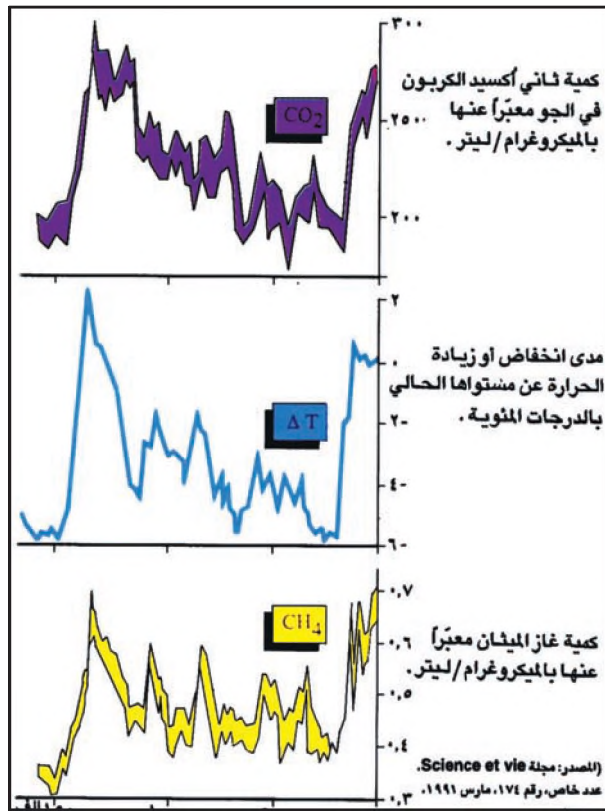 ٣٠٠
كمية ثاني أكسيد الكربون
في الجو معبّراً عنها
بالميكروغرام/ليتر.
CO₂
٢٥٠
٢٠٠
٢
مدى انخفاض أو زيادة
الحرارة عن مستواها الحالي
بالدرجات المئوية.
٠
Δ T
٢-
٤-
٦-
٠,٧
CH₄
٠,٦
كمية غاز الميثان معبّراً
عنها بالميكروغرام/ليتر.
٠,٥
٠,٤
(المصدر: مجلة Science et vie.
عدد خاص، رقم ١٧٤، مارس ١٩٩١.
٠,٣